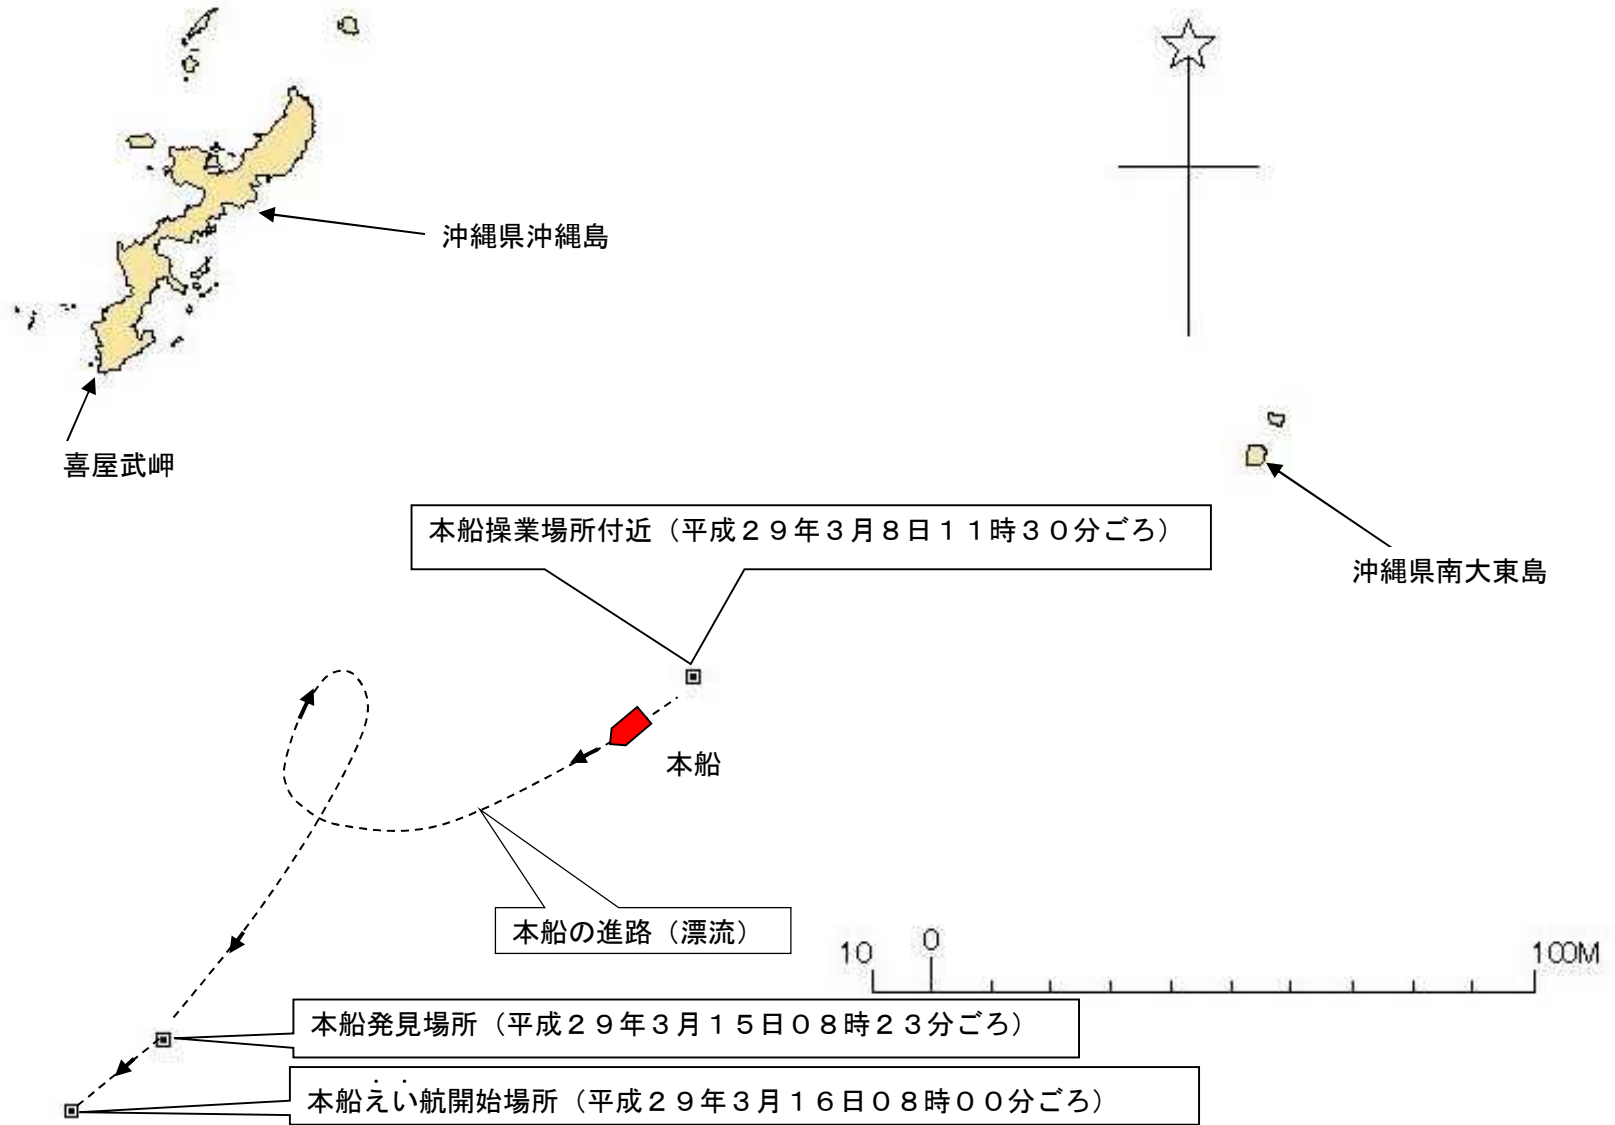 沖縄県沖縄島
喜屋武岬
本船操業場所付近（平成２９年３月８日１１時３０分ごろ）
沖縄県南大東島
本船
本船の進路（漂流）
10 0 100M
本船発見場所（平成２９年３月１５日０８時２３分ごろ）
本船えい航開始場所（平成２９年３月１６日０８時００分ごろ）